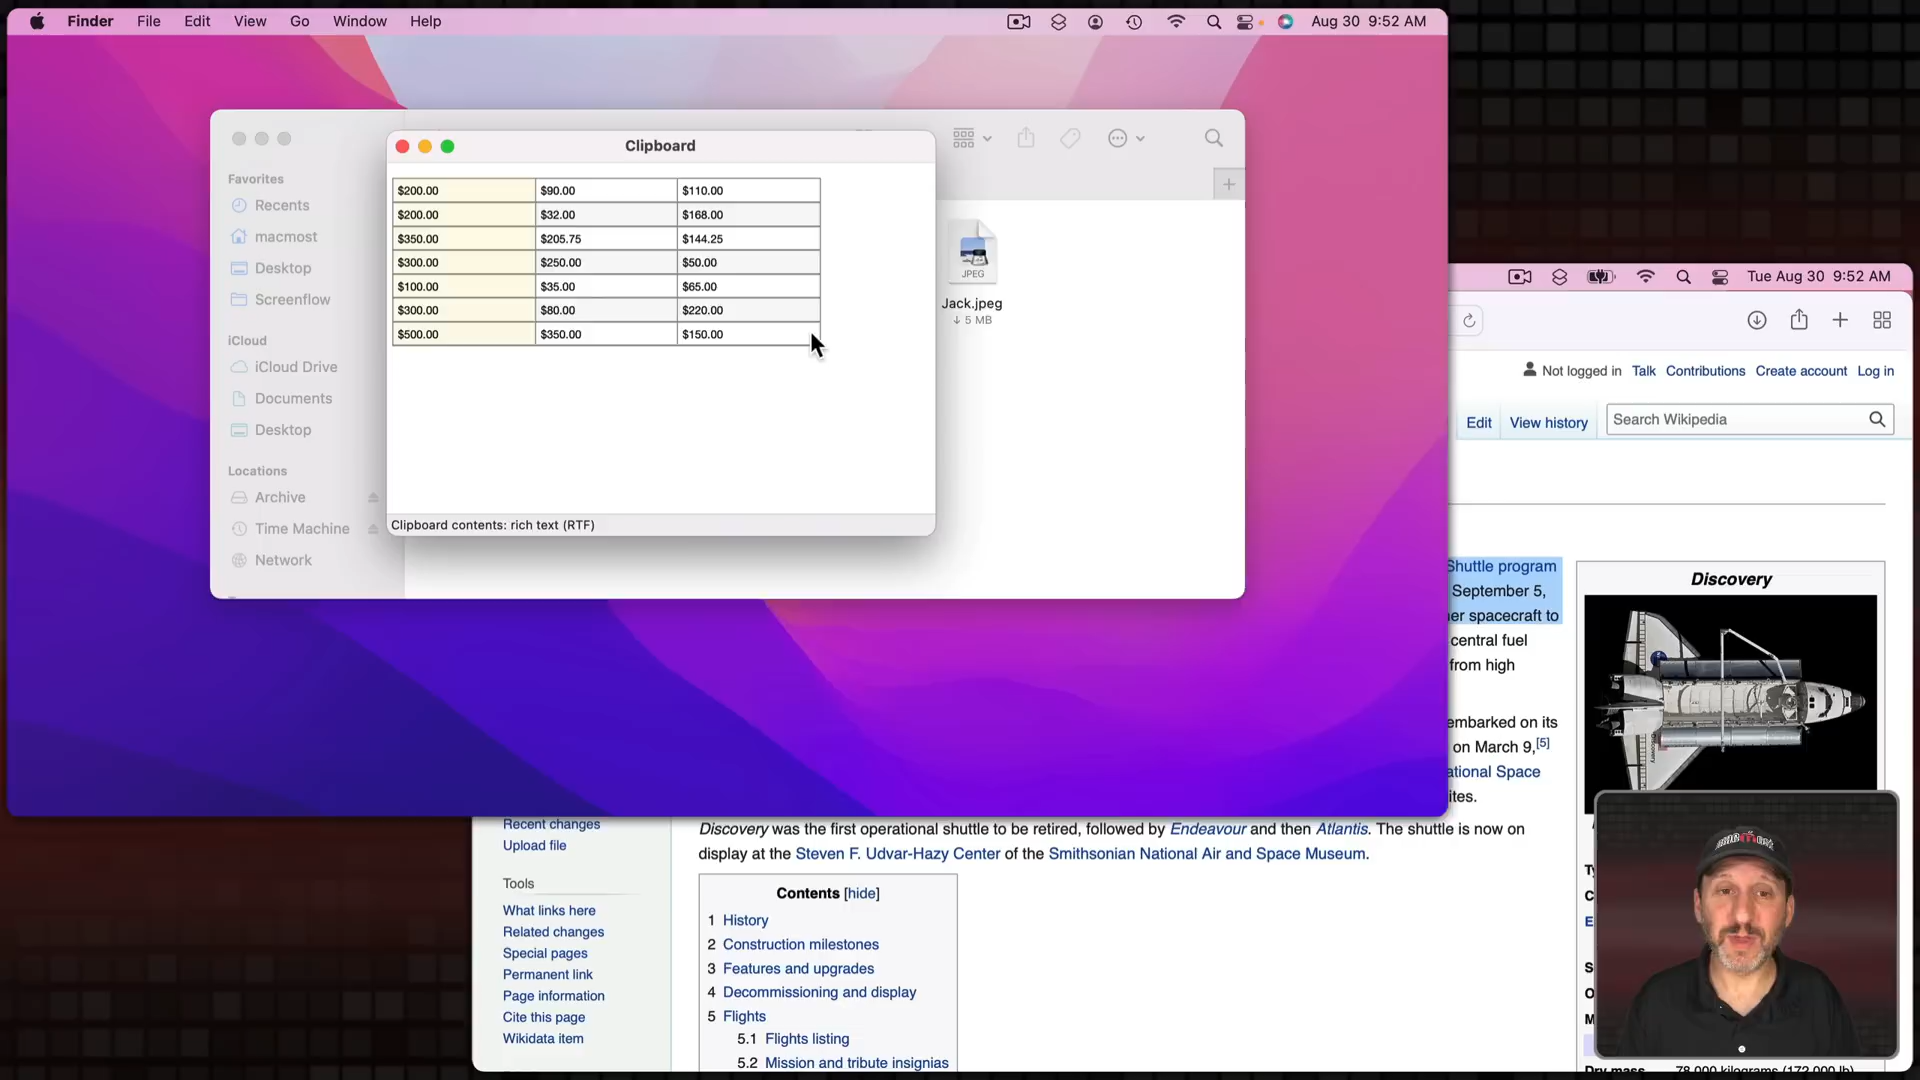 Finder File Edit View Go Window Help
Aug 30 9:52 AM
Clipboard
Favorites
Recents
macmost
Desktop
Screenflow
iCloud
iCloud Drive
Documents
Desktop
Locations
Archive
Time Machine
Network
$200.00 $90.00 $110.00
$200.00 $32.00 $168.00
$350.00 $205.75 $144.25
$300.00 $250.00 $50.00
$100.00 $35.00 $65.00
$300.00 $80.00 $220.00
$500.00 $350.00 $150.00
Clipboard contents: rich text (RTF)
JPEG
Jack.jpeg
5 MB
Tue Aug 30 9:52 AM
Not logged in Talk Contributions Create account Log in
Edit View history Search Wikipedia
Shuttle program
September 5,
er spacecraft to
central fuel
from high
embarked on its
on March 9,[5]
ational Space
ites.
Discovery was the first operational shuttle to be retired, followed by Endeavour and then Atlantis. The shuttle is now on
display at the Steven F. Udvar-Hazy Center of the Smithsonian National Air and Space Museum.
Discovery
Recent changes
Upload file
Tools
What links here
Related changes
Special pages
Permanent link
Page information
Cite this page
Wikidata item
Contents [hide]
1 History
2 Construction milestones
3 Features and upgrades
4 Decommissioning and display
5 Flights
5.1 Flights listing
5.2 Mission and tribute insignias
Dry mass 78,000 kilograms (172,000 lb)